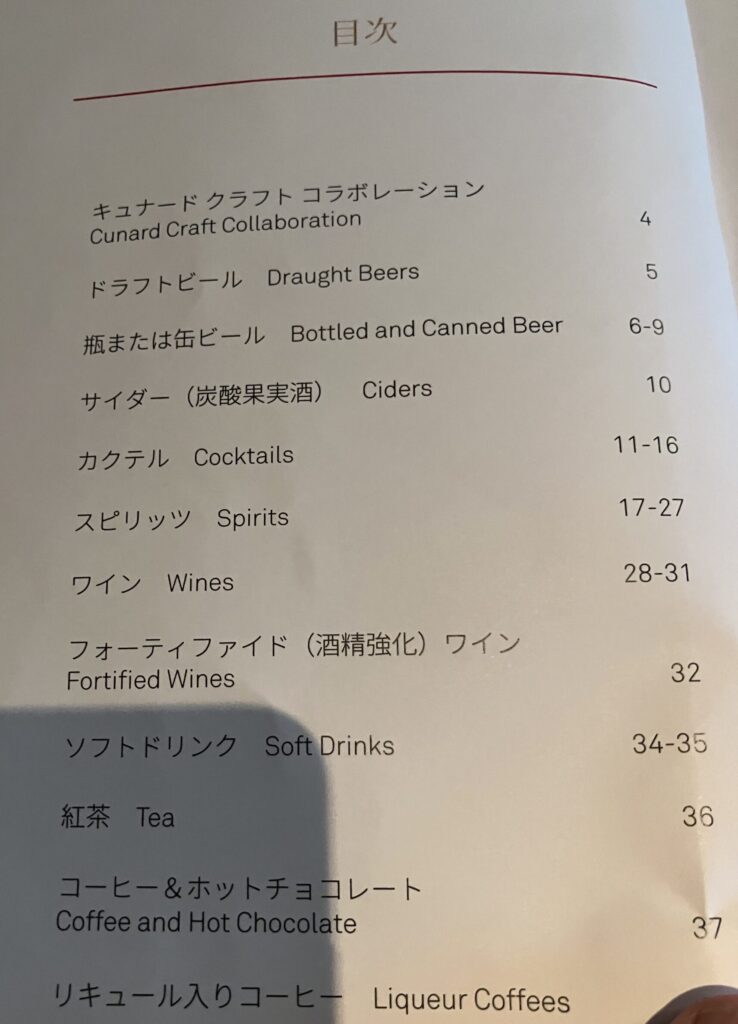 目次
キュナード クラフト コラボレーション
Cunard Craft Collaboration 4
ドラフトビール Draught Beers 5
瓶または缶ビール Bottled and Canned Beer 6-9
サイダー（炭酸果実酒） Ciders 10
カクテル Cocktails 11-16
スピリッツ Spirits 17-27
ワイン Wines 28-31
フォーティファイド（酒精強化）ワイン
Fortified Wines 32
ソフトドリンク Soft Drinks 34-35
紅茶 Tea 36
コーヒー＆ホットチョコレート
Coffee and Hot Chocolate 37
リキュール入りコーヒー Liqueur Coffees